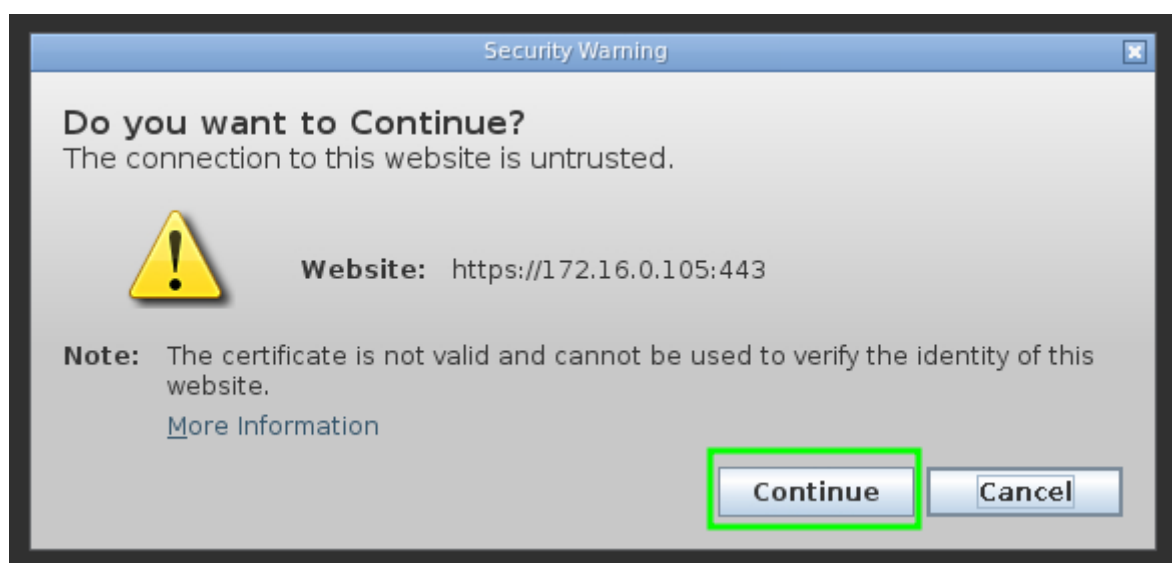 Security Warning
Do you want to Continue?
The connection to this website is untrusted.
Website: https://172.16.0.105:443
Note: The certificate is not valid and cannot be used to verify the identity of this
website.
More Information
Continue Cancel